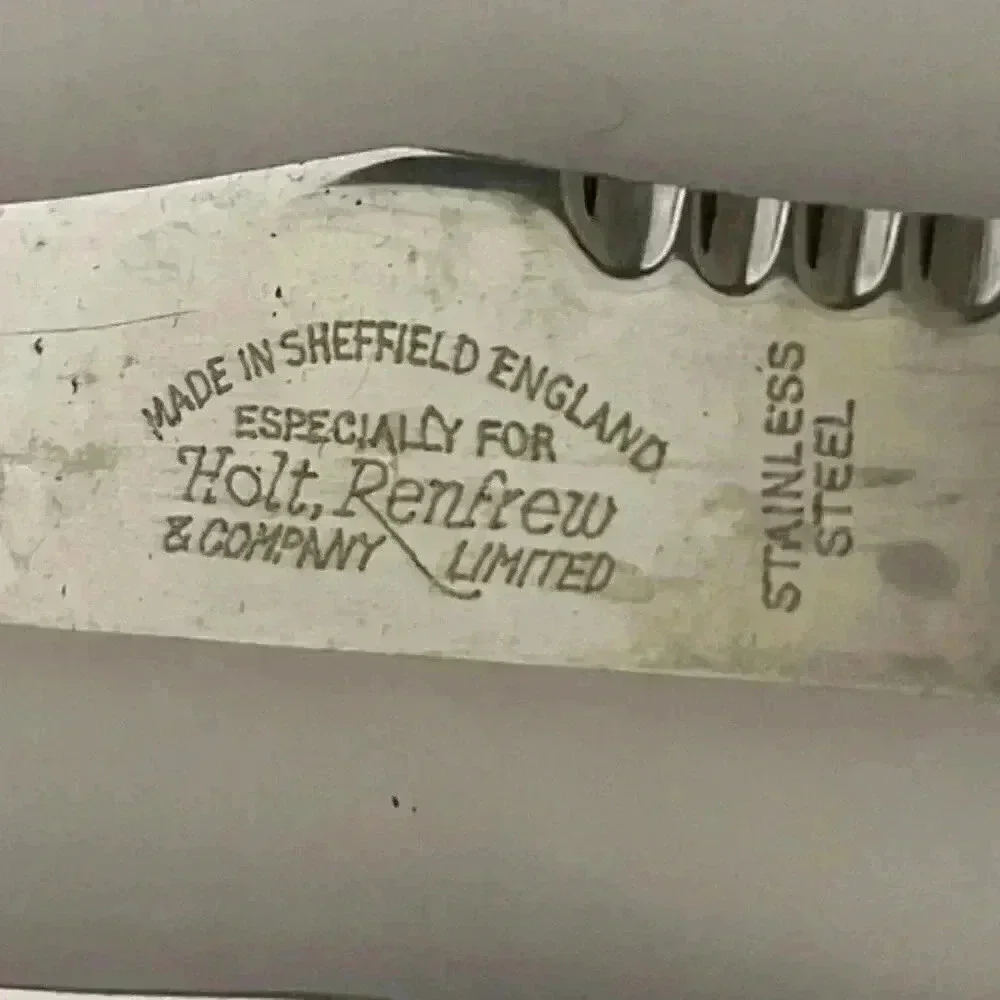 MADE IN SHEFFIELD ENGLAND
ESPECIALLY FOR
Holt, Renfrew
& COMPANY LIMITED
STAINLESS
STEEL